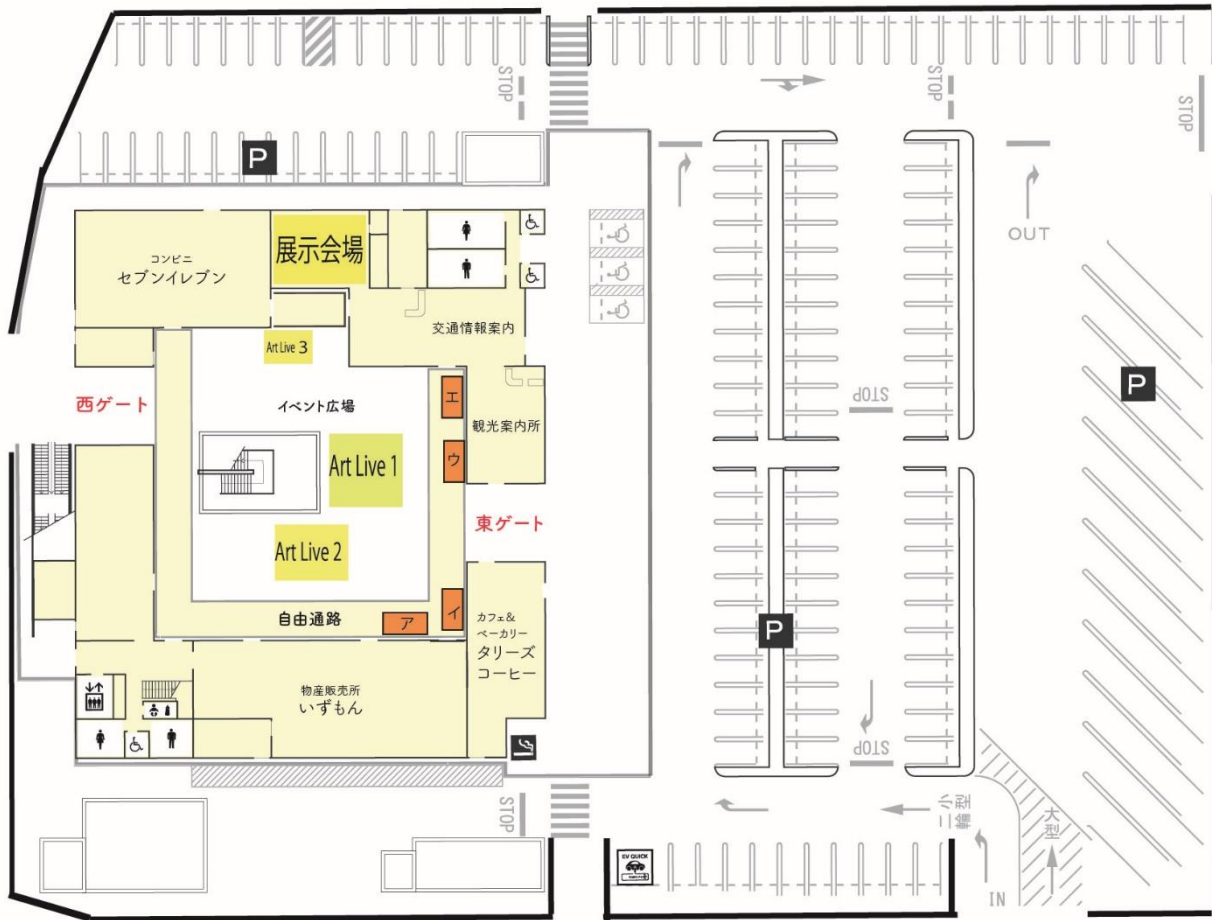 STOP
STOP
STOP
P
コンビニ
セブンイレブン
展示会場
OUT
交通情報案内
Art Live 3
P
西ゲート
イベント広場
エ
STOP
観光案内所
ウ
Art Live 1
東ゲート
Art Live 2
自由通路
ア
イ
カフェ&
ベーカリー
タリーズ
コーヒー
P
物産販売所
いずもん
STOP
STOP
小型
二輪
大型
EV QUICK
IN